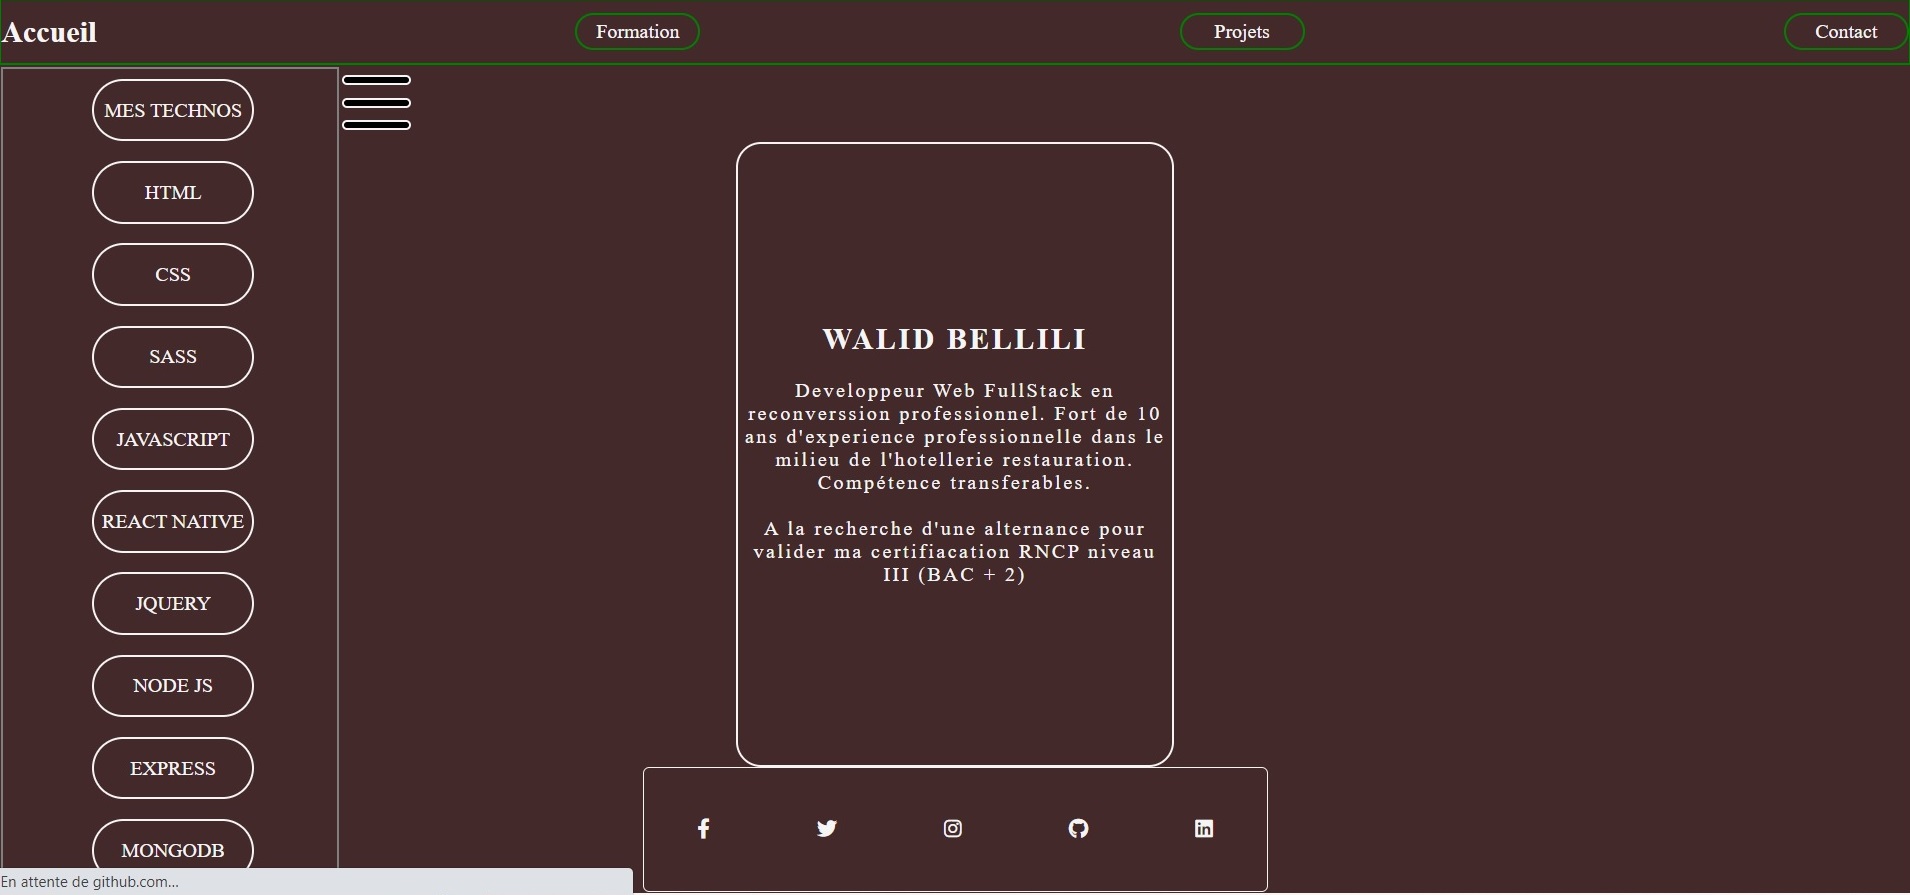 Accueil
Formation
Projets
Contact
MES TECHNOS
HTML
CSS
SASS
JAVASCRIPT
REACT NATIVE
JQUERY
NODE JS
EXPRESS
MONGODB
WALID BELLILI
Developpeur Web FullStack en
reconverssion professionnel. Fort de 10
ans d'experience professionnelle dans le
milieu de l'hotellerie restauration.
Compétence transferables.
A la recherche d'une alternance pour
valider ma certifiacation RNCP niveau
III (BAC + 2)
En attente de github.com...